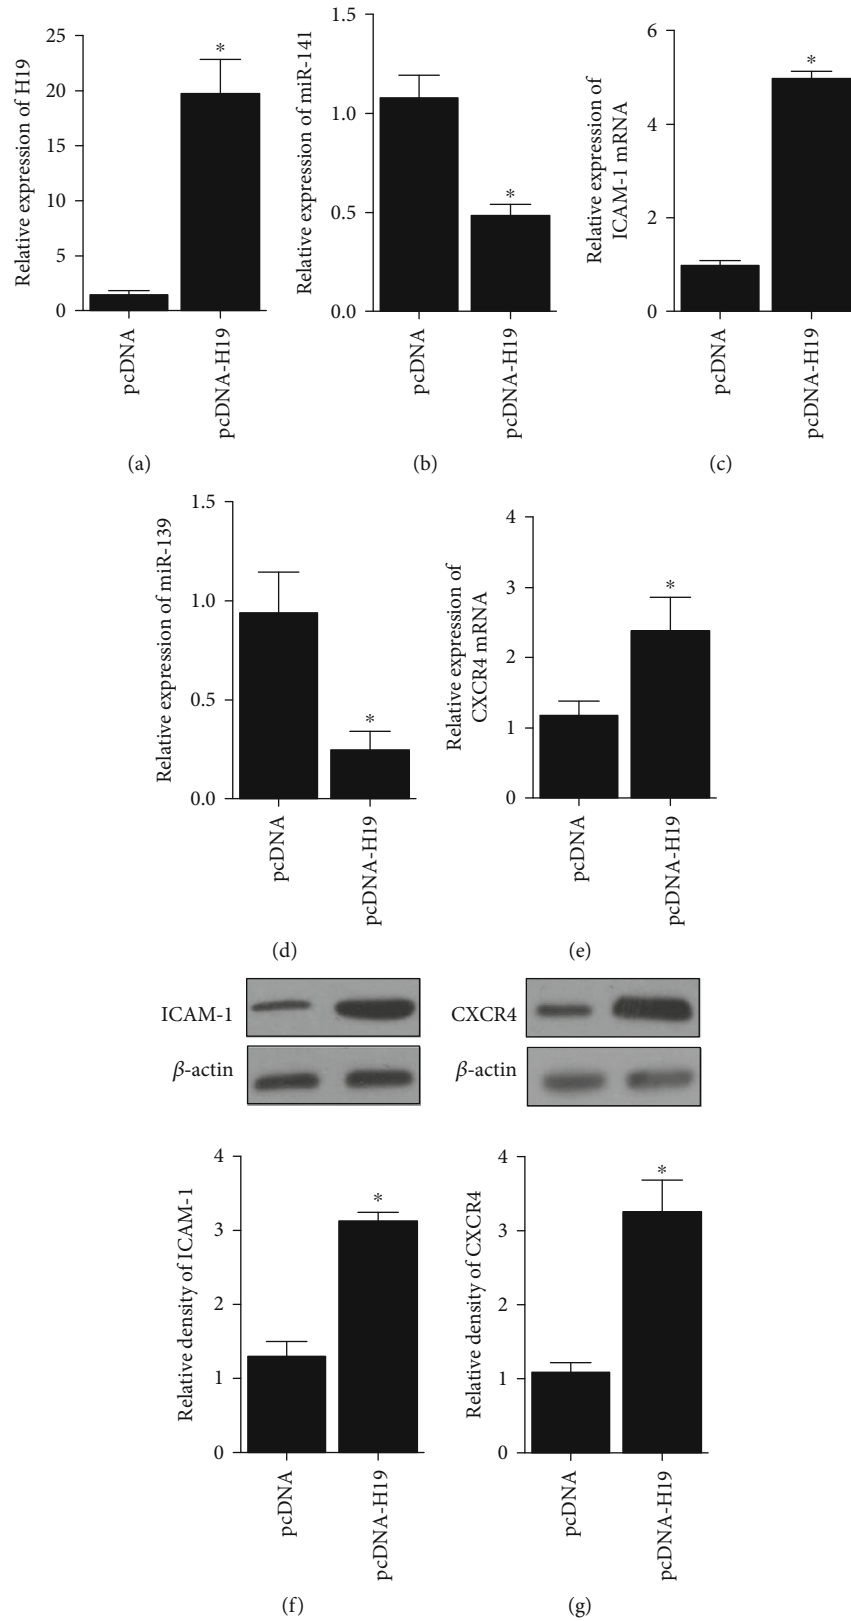 Relative expression of H19
25
20
15
10
5
0
*
pcDNA
pcDNA-H19
(a)
Relative expression of miR-141
1.5
1.0
0.5
0.0
*
pcDNA
pcDNA-H19
(b)
Relative expression of
ICAM-1 mRNA
6
4
2
0
*
pcDNA
pcDNA-H19
(c)
Relative expression of miR-139
1.5
1.0
0.5
0.0
*
pcDNA
pcDNA-H19
(d)
Relative expression of
CXCR4 mRNA
4
3
2
1
0
*
pcDNA
pcDNA-H19
(e)
ICAM-1
β-actin
Relative density of ICAM-1
4
3
2
1
0
*
pcDNA
pcDNA-H19
(f)
CXCR4
β-actin
Relative density of CXCR4
4
3
2
1
0
*
pcDNA
pcDNA-H19
(g)